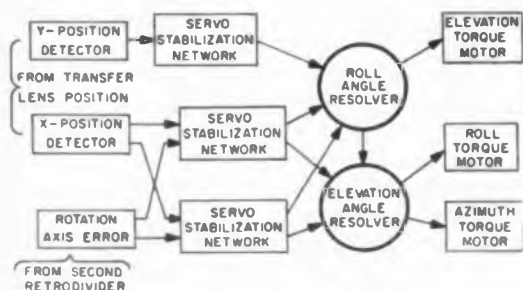 Y-POSITION
DETECTOR
SERVO
STABILIZATION
NETWORK
ELEVATION
TORQUE
MOTOR
FROM TRANSFER
LENS POSITION
ROLL
ANGLE
RESOLVER
X-POSITION
DETECTOR
SERVO
STABILIZATION
NETWORK
ROLL
TORQUE
MOTOR
ROTATION
AXIS ERROR
SERVO
STABILIZATION
NETWORK
ELEVATION
ANGLE
RESOLVER
AZIMUTH
TORQUE
MOTOR
FROM SECOND
RETRODIVIDER